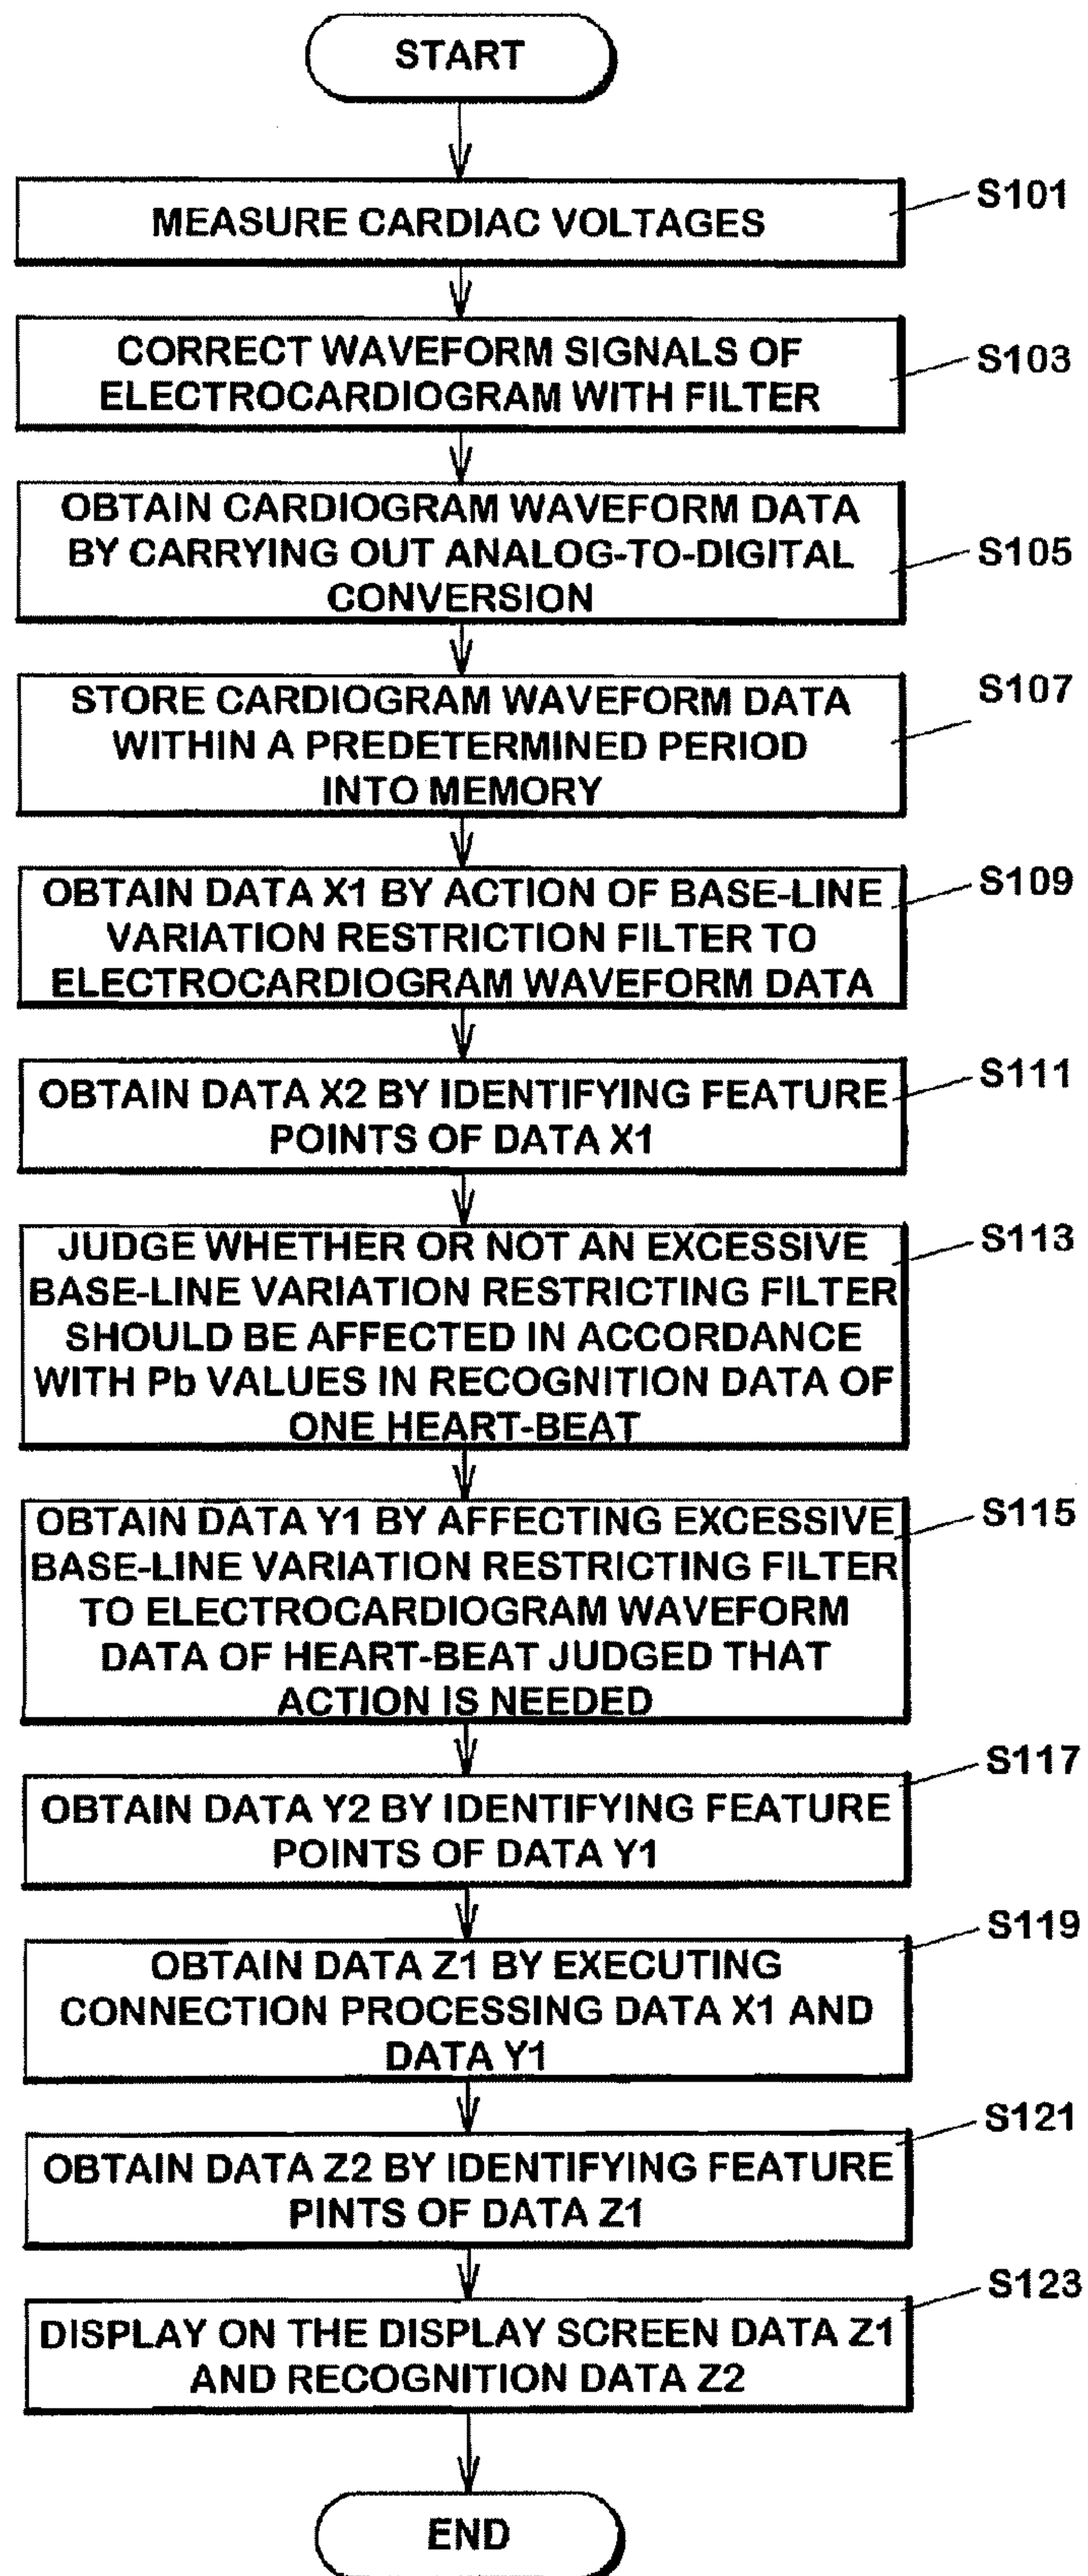 START
MEASURE CARDIAC VOLTAGES
S101
CORRECT WAVEFORM SIGNALS OF
ELECTROCARDIOGRAM WITH FILTER
S103
OBTAIN CARDIOGRAM WAVEFORM DATA
BY CARRYING OUT ANALOG-TO-DIGITAL
CONVERSION
S105
STORE CARDIOGRAM WAVEFORM DATA
WITHIN A PREDETERMINED PERIOD
INTO MEMORY
S107
OBTAIN DATA X1 BY ACTION OF BASE-LINE
VARIATION RESTRICTION FILTER TO
ELECTROCARDIOGRAM WAVEFORM DATA
S109
OBTAIN DATA X2 BY IDENTIFYING FEATURE
POINTS OF DATA X1
S111
JUDGE WHETHER OR NOT AN EXCESSIVE
BASE-LINE VARIATION RESTRICTING FILTER
SHOULD BE AFFECTED IN ACCORDANCE
WITH Pb VALUES IN RECOGNITION DATA OF
ONE HEART-BEAT
S113
OBTAIN DATA Y1 BY AFFECTING EXCESSIVE
BASE-LINE VARIATION RESTRICTING FILTER
TO ELECTROCARDIOGRAM WAVEFORM
DATA OF HEART-BEAT JUDGED THAT
ACTION IS NEEDED
S115
OBTAIN DATA Y2 BY IDENTIFYING FEATURE
POINTS OF DATA Y1
S117
OBTAIN DATA Z1 BY EXECUTING
CONNECTION PROCESSING DATA X1 AND
DATA Y1
S119
OBTAIN DATA Z2 BY IDENTIFYING FEATURE
PINTS OF DATA Z1
S121
DISPLAY ON THE DISPLAY SCREEN DATA Z1
AND RECOGNITION DATA Z2
S123
END